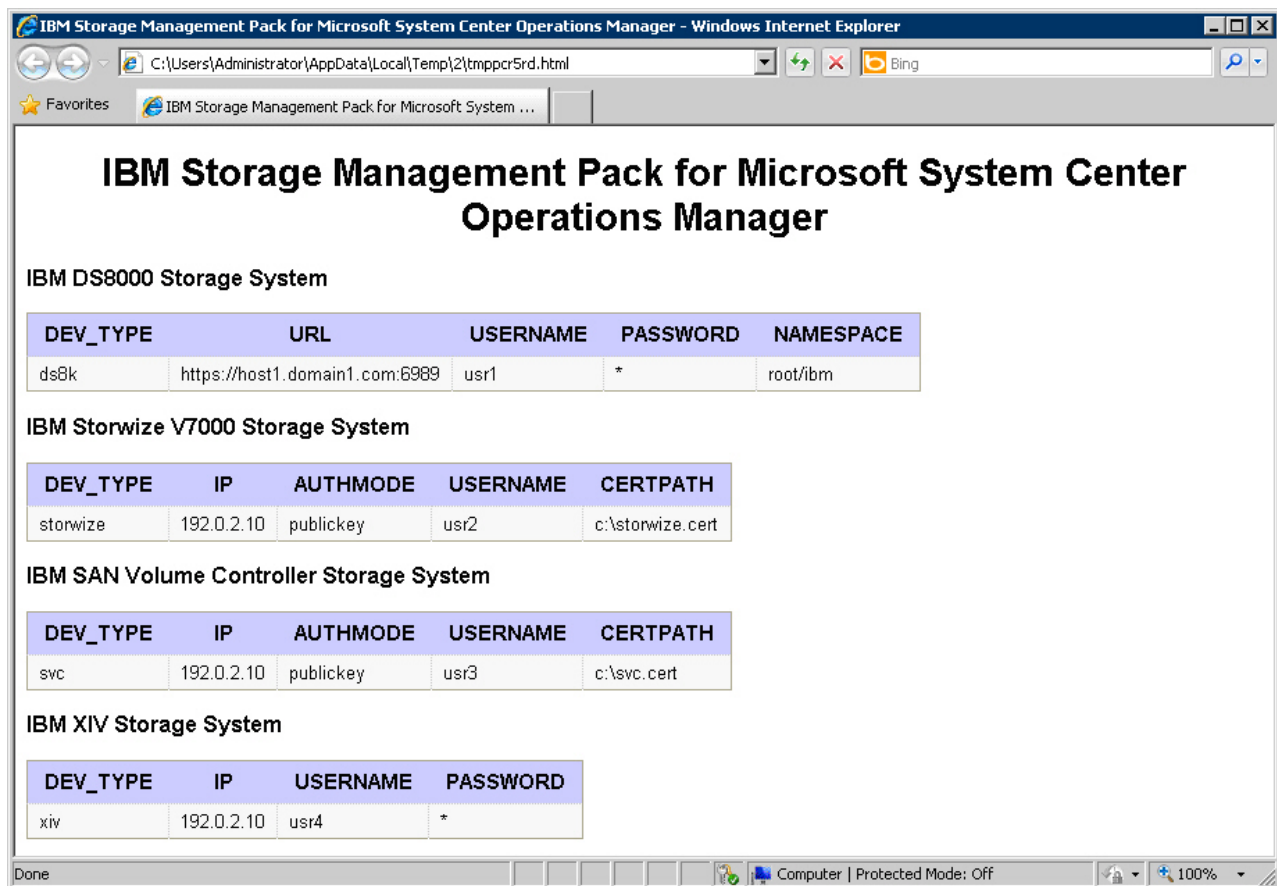 IBM Storage Management Pack for Microsoft System Center Operations Manager - Windows Internet Explorer
C:\Users\Administrator\AppData\Local\Temp\2\tmppcr5rd.html
Bing
Favorites
IBM Storage Management Pack for Microsoft System ...
IBM Storage Management Pack for Microsoft System Center
Operations Manager
IBM DS8000 Storage System
DEV_TYPE URL USERNAME PASSWORD NAMESPACE
ds8k https://host1.domain1.com:6989 usr1 * root/ibm
IBM Storwize V7000 Storage System
DEV_TYPE IP AUTHMODE USERNAME CERTPATH
storwize 192.0.2.10 publickey usr2 c:\storwize.cert
IBM SAN Volume Controller Storage System
DEV_TYPE IP AUTHMODE USERNAME CERTPATH
svc 192.0.2.10 publickey usr3 c:\svc.cert
IBM XIV Storage System
DEV_TYPE IP USERNAME PASSWORD
xiv 192.0.2.10 usr4 *
Done
Computer | Protected Mode: Off
100%